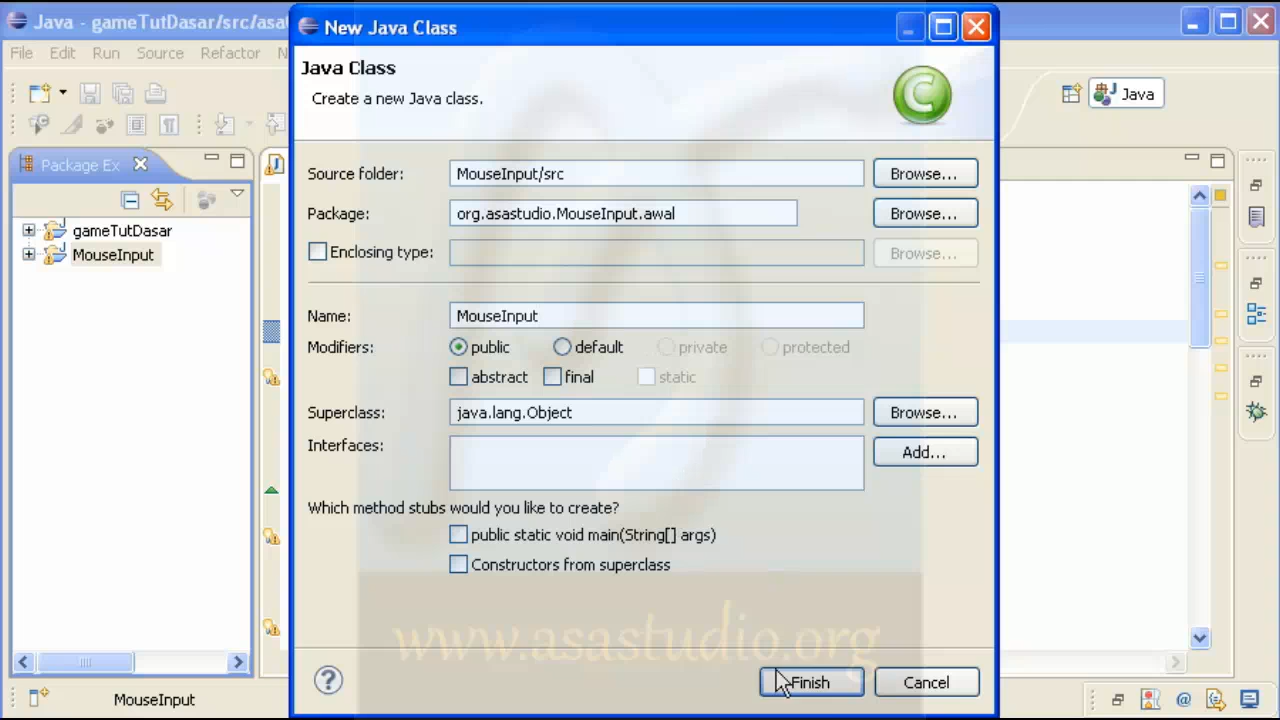 Java - gameTutDasar/src/asa
New Java Class
File Edit Run Source Refactor N
Java Class
Create a new Java class.
Java
Package Ex
Source folder:
MouseInput/src
Browse...
Package:
org.asastudio.MouseInput.awal
Browse...
gameTutDasar
MouseInput
Enclosing type:
Browse...
Name:
MouseInput
Modifiers:
public
default
private
protected
abstract
final
static
Superclass:
java.lang.Object
Browse...
Interfaces:
Add...
Which method stubs would you like to create?
public static void main(String[] args)
Constructors from superclass
www.asastudio.org
Finish
Cancel
MouseInput